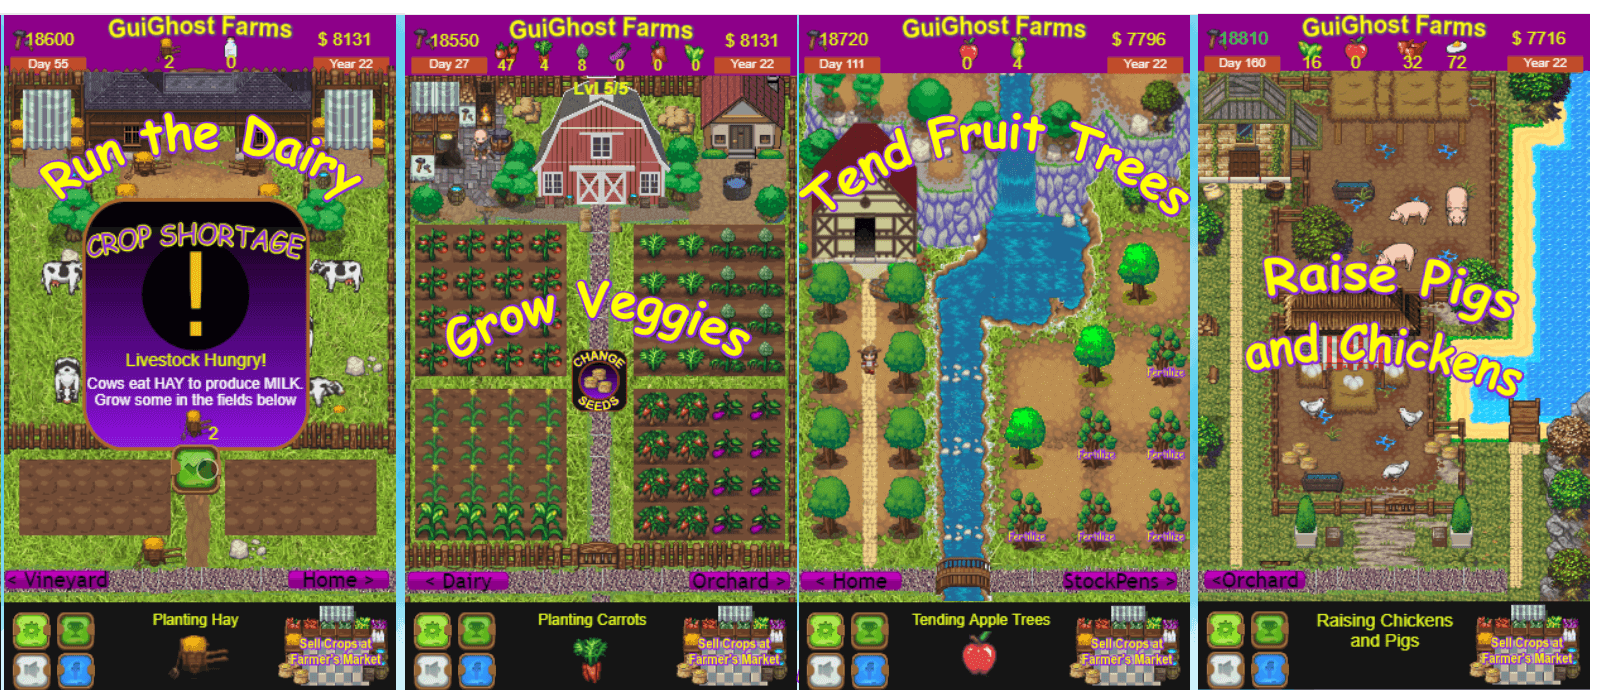 GuiGhost Farms
18600
$ 8131
2
0
Day 55
Year 22
Run the Dairy
CROP SHORTAGE
!
Livestock Hungry!
Cows eat HAY to produce MILK.
Grow some in the fields below
2
< Vineyard
Home >
Planting Hay
Sell Crops at
Farmer's Market
GuiGhost Farms
18550
$ 8131
47
4
8
0
0
0
Day 27
Year 22
Lvl 5/5
Grow Veggies
CHANGE
SEEDS
< Dairy
Orchard >
Planting Carrots
Sell Crops at
Farmer's Market
GuiGhost Farms
18720
$ 7796
0
4
Day 111
Year 22
Tend Fruit Trees
Fertilize
Fertilize
Fertilize
Fertilize
Fertilize
Fertilize
< Home
StockPens >
Tending Apple Trees
Sell Crops at
Farmer's Market
GuiGhost Farms
18810
$ 7716
16
0
32
72
Day 160
Year 22
Raise Pigs
and Chickens
<Orchard
Raising Chickens
and Pigs
Sell Crops at
Farmer's Market